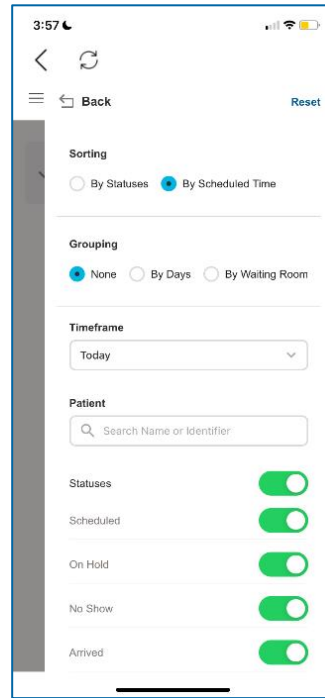 3:57
Back Reset
Sorting
By Statuses By Scheduled Time
Grouping
None By Days By Waiting Room
Timeframe
Today
Patient
Search Name or Identifier
Statuses
Scheduled
On Hold
No Show
Arrived